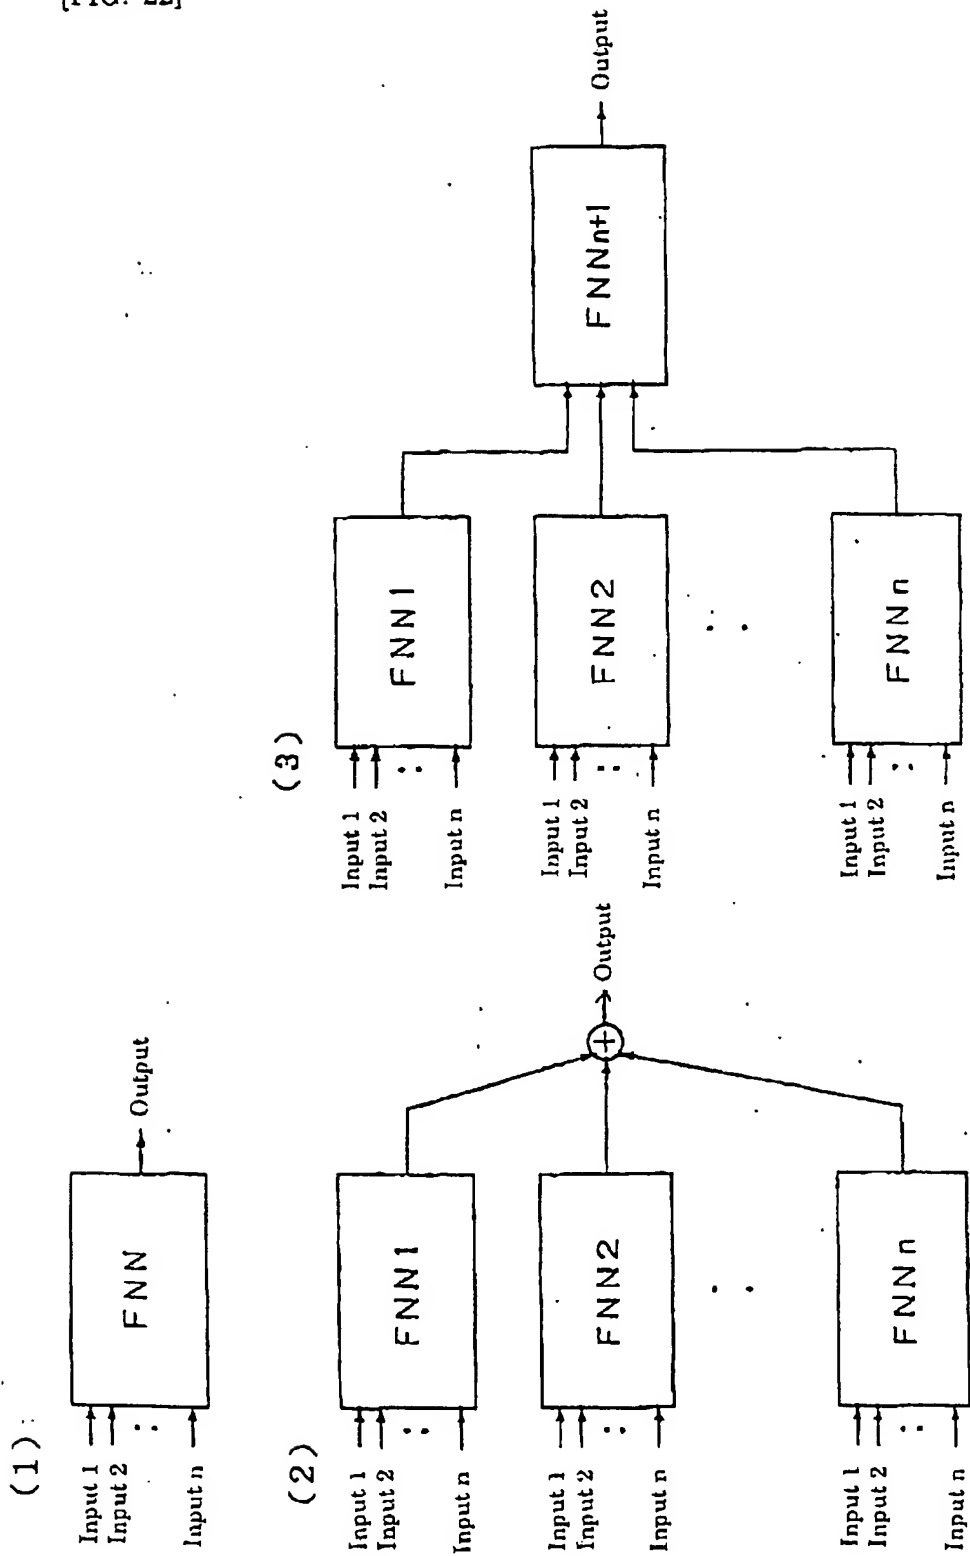 [FIG. 22]
(1)
Input 1
Input 2
Input n
FNN
Output
(2)
Input 1
Input 2
Input n
FNN1
Input 1
Input 2
Input n
FNN2
Input 1
Input 2
Input n
FNNn
+
Output
(3)
Input 1
Input 2
Input n
FNN1
Input 1
Input 2
Input n
FNN2
Input 1
Input 2
Input n
FNNn
FNNn+1
Output